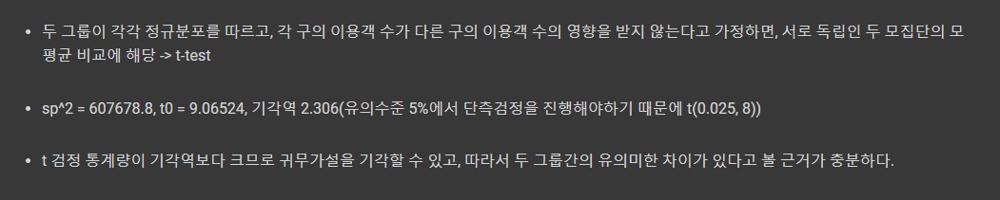 • 두 그룹이 각각 정규분포를 따르고, 각 구의 이용객 수가 다른 구의 이용객 수의 영향을 받지 않는다고 가정하면, 서로 독립인 두 모집단의 모
평균 비교에 해당 -> t-test
• sp^2 = 607678.8, t0 = 9.06524, 기각역 2.306(유의수준 5%에서 단측검정을 진행해야하기 때문에 t(0.025, 8))
• t 검정 통계량이 기각역보다 크므로 귀무가설을 기각할 수 있고, 따라서 두 그룹간의 유의미한 차이가 있다고 볼 근거가 충분하다.